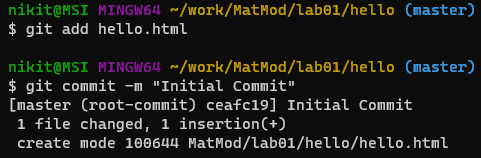 nikit@MSI MINGW64 ~/work/MatMod/lab01/hello (master)
$ git add hello.html
nikit@MSI MINGW64 ~/work/MatMod/lab01/hello (master)
$ git commit -m "Initial Commit"
[master (root-commit) ceafc19] Initial Commit
 1 file changed, 1 insertion(+)
 create mode 100644 MatMod/lab01/hello/hello.html